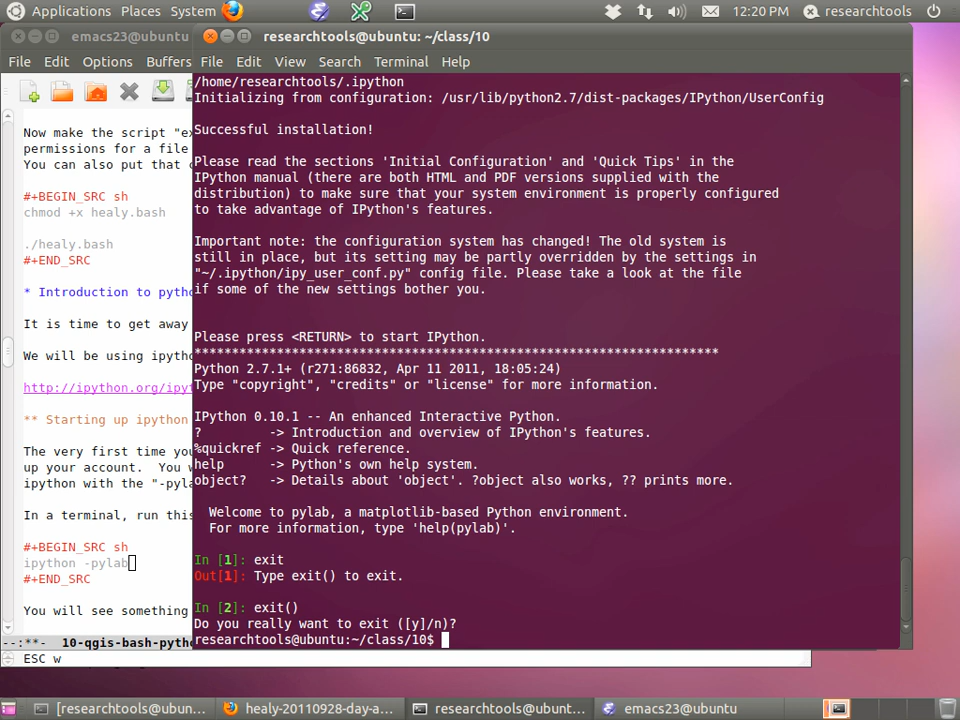 Applications Places System 12:20 PM researchtools
emacs23@ubuntu
researchtools@ubuntu: ~/class/10
File Edit Options Buffers
File Edit View Search Terminal Help
Now make the script "ex
permissions for a file
You can also put that c
#+BEGIN_SRC sh
chmod +x healy.bash
./healy.bash
#+END_SRC
* Introduction to pytho
It is time to get away
We will be using ipytho
http://ipython.org/ipyt
** Starting up ipython
The very first time you
up your account.  You w
ipython with the "-pyla
In a terminal, run this
#+BEGIN_SRC sh
ipython -pylab
#+END_SRC
You will see something
--:**-  10-qgis-bash-pytho
ESC w
/home/researchtools/.ipython
Initializing from configuration: /usr/lib/python2.7/dist-packages/IPython/UserConfig
Successful installation!
Please read the sections 'Initial Configuration' and 'Quick Tips' in the
IPython manual (there are both HTML and PDF versions supplied with the
distribution) to make sure that your system environment is properly configured
to take advantage of IPython's features.
Important note: the configuration system has changed! The old system is
still in place, but its setting may be partly overridden by the settings in
"~/.ipython/ipy_user_conf.py" config file. Please take a look at the file
if some of the new settings bother you.
Please press <RETURN> to start IPython.
**********************************************************************
Python 2.7.1+ (r271:86832, Apr 11 2011, 18:05:24)
Type "copyright", "credits" or "license" for more information.
IPython 0.10.1 -- An enhanced Interactive Python.
?         -> Introduction and overview of IPython's features.
%quickref -> Quick reference.
help      -> Python's own help system.
object?   -> Details about 'object'. ?object also works, ?? prints more.
Welcome to pylab, a matplotlib-based Python environment.
For more information, type 'help(pylab)'.
In [1]: exit
Out[1]: Type exit() to exit.
In [2]: exit()
Do you really want to exit ([y]/n)?
researchtools@ubuntu:~/class/10$
[researchtools@ubun... healy-20110928-day-a... researchtools@ubunt... emacs23@ubuntu